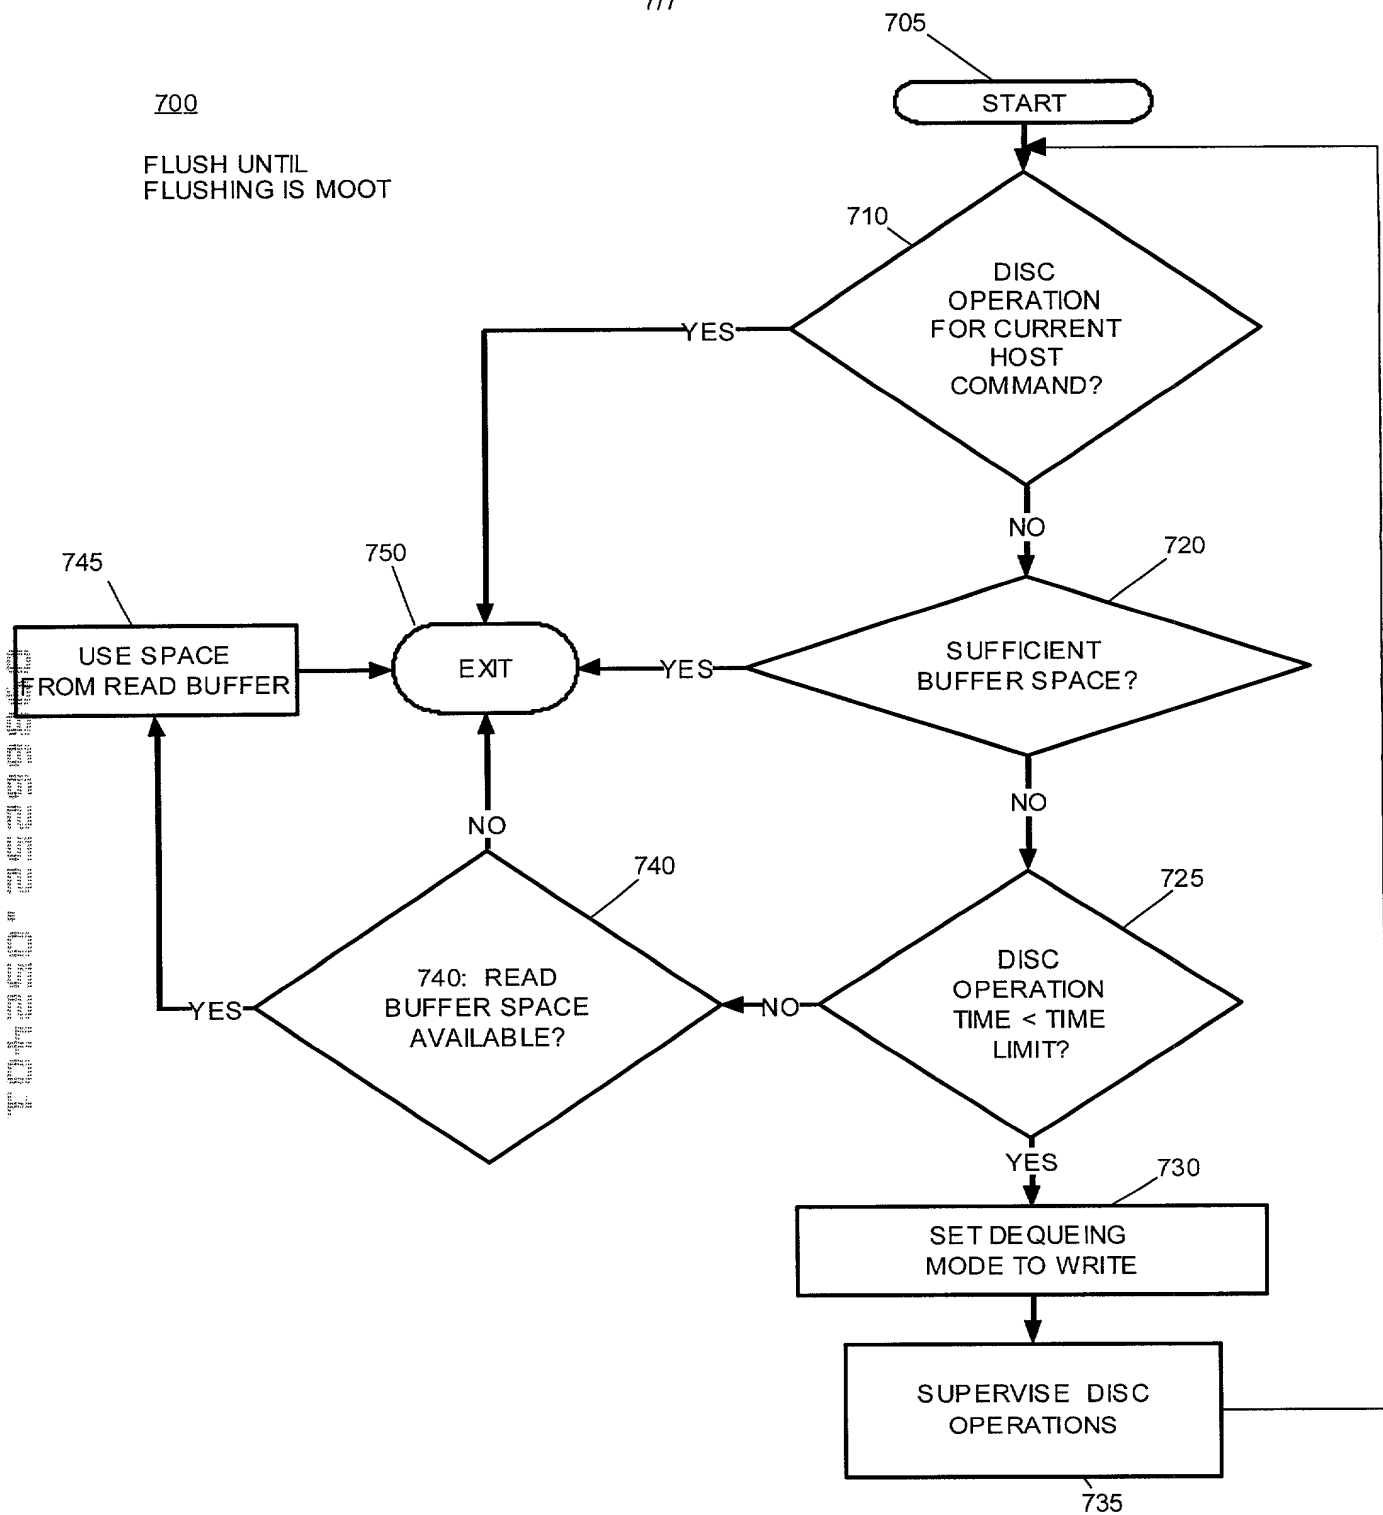 7/7
705
700
START
FLUSH UNTIL
FLUSHING IS MOOT
710
DISC
OPERATION
FOR CURRENT
HOST
COMMAND?
YES
NO
720
745
750
USE SPACE
FROM READ BUFFER
EXIT
YES
SUFFICIENT
BUFFER SPACE?
NO
NO
740
725
740: READ
BUFFER SPACE
AVAILABLE?
YES
NO
DISC
OPERATION
TIME < TIME
LIMIT?
YES
730
SET DEQUEING
MODE TO WRITE
SUPERVISE DISC
OPERATIONS
735